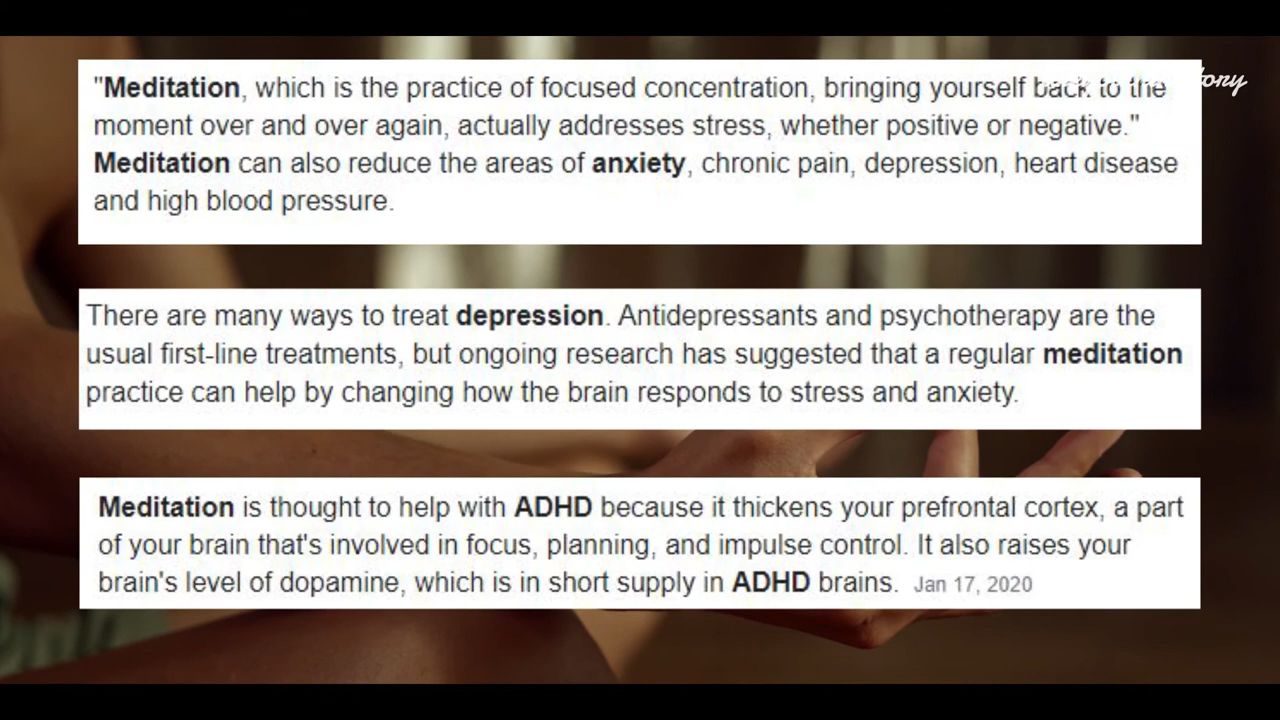 "Meditation, which is the practice of focused concentration, bringing yourself back to the
moment over and over again, actually addresses stress, whether positive or negative."
Meditation can also reduce the areas of anxiety, chronic pain, depression, heart disease
and high blood pressure.
There are many ways to treat depression. Antidepressants and psychotherapy are the
usual first-line treatments, but ongoing research has suggested that a regular meditation
practice can help by changing how the brain responds to stress and anxiety.
Meditation is thought to help with ADHD because it thickens your prefrontal cortex, a part
of your brain that's involved in focus, planning, and impulse control. It also raises your
brain's level of dopamine, which is in short supply in ADHD brains. Jan 17, 2020